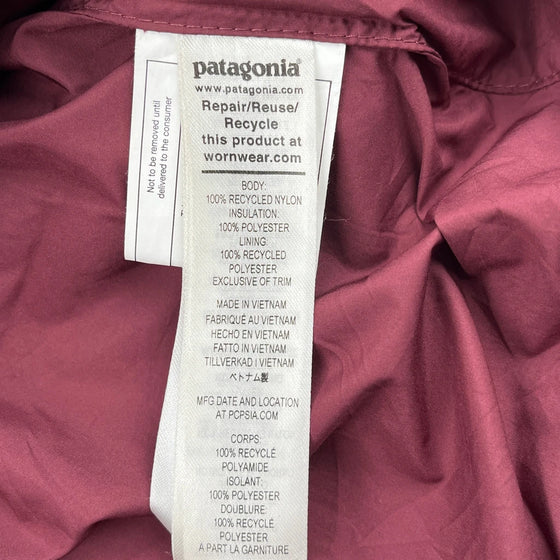 patagonia®
www.patagonia.com
Repair/Reuse/
Recycle
this product at
wornwear.com
BODY:
100% RECYCLED NYLON
INSULATION:
100% POLYESTER
LINING:
100% RECYCLED
POLYESTER
EXCLUSIVE OF TRIM
MADE IN VIETNAM
FABRIQUÉ AU VIETNAM
HECHO EN VIETNAM
FATTO IN VIETNAM
TILLVERKAD I VIETNAM
ベトナム製
MFG DATE AND LOCATION
AT PCPSIA.COM
CORPS:
100% RECYCLÉ
POLYAMIDE
ISOLANT:
100% POLYESTER
DOUBLURE:
100% RECYCLÉ
POLYESTER
A PART LA GARNITURE
Not to be removed until
delivered to the consumer